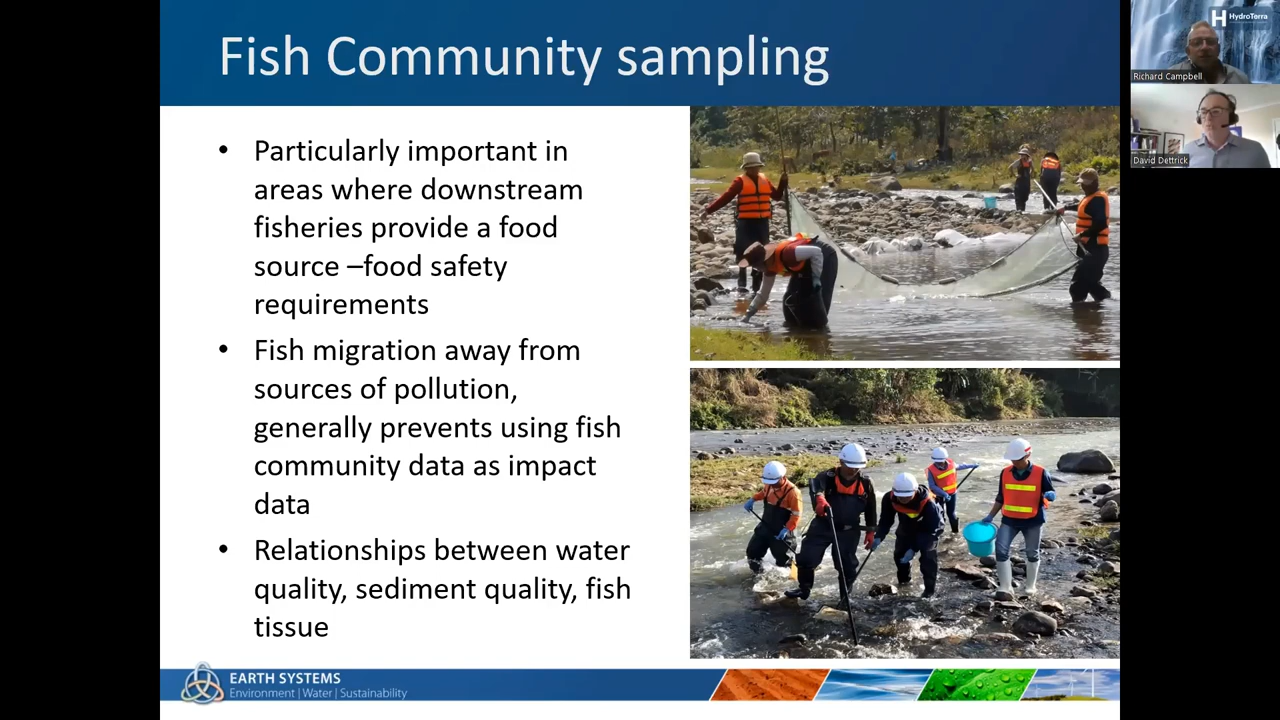 Fish Community sampling
• Particularly important in
areas where downstream
fisheries provide a food
source –food safety
requirements
• Fish migration away from
sources of pollution,
generally prevents using fish
community data as impact
data
• Relationships between water
quality, sediment quality, fish
tissue
EARTH SYSTEMS
Environment | Water | Sustainability
H HydroTerra
Richard Campbell
David Dettrick